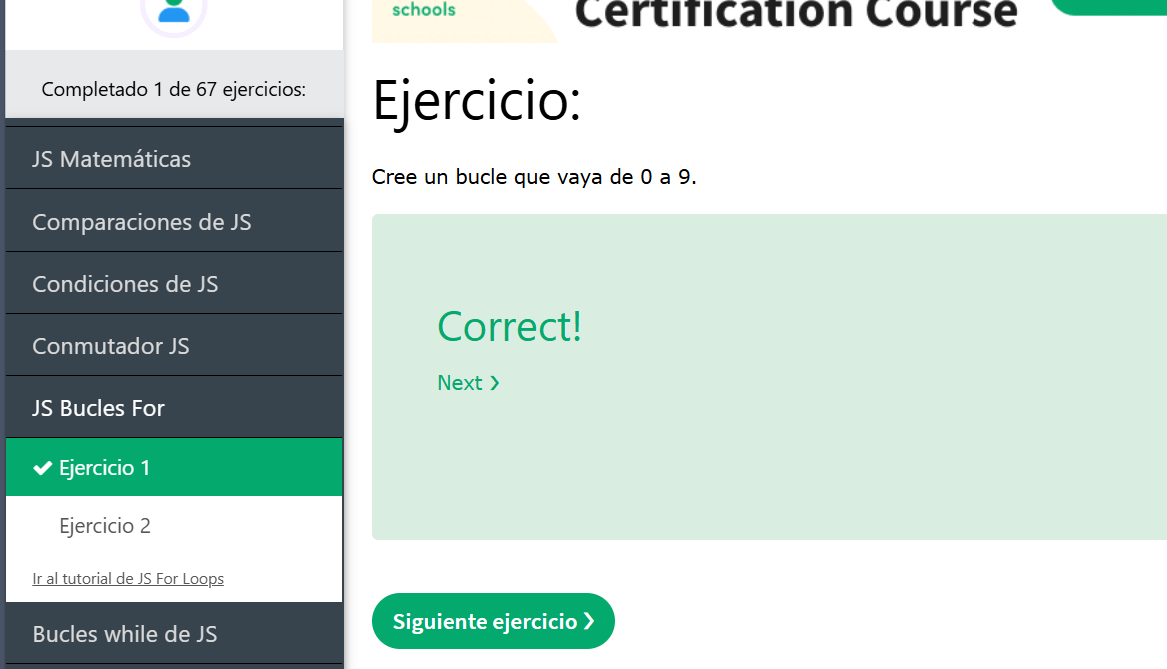 schools
Certification Course
Completado 1 de 67 ejercicios:
JS Matemáticas
Comparaciones de JS
Condiciones de JS
Conmutador JS
JS Bucles For
Ejercicio 1
Ejercicio 2
Ir al tutorial de JS For Loops
Bucles while de JS
Ejercicio:
Cree un bucle que vaya de 0 a 9.
Correct!
Next ❯
Siguiente ejercicio ❯